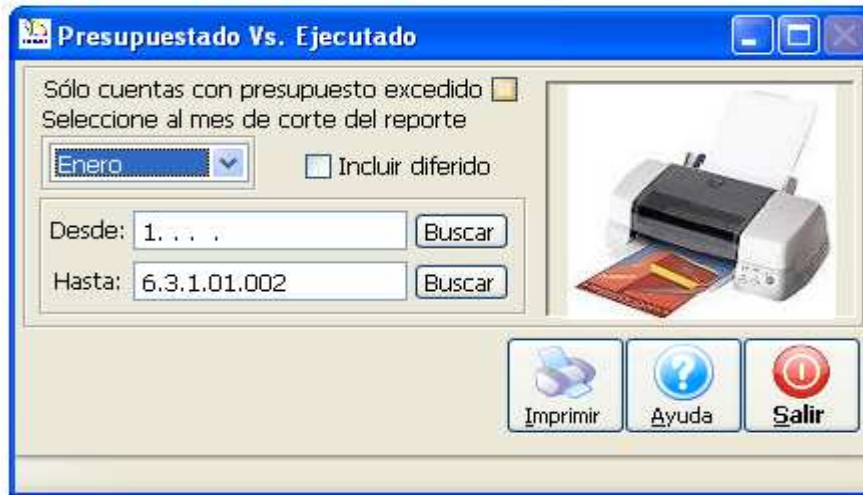 Presupuestado Vs. Ejecutado
Sólo cuentas con presupuesto excedido
Seleccione al mes de corte del reporte
Enero
Incluir diferido
Desde: 1. . . . Buscar
Hasta: 6.3.1.01.002 Buscar
Imprimir Ayuda Salir